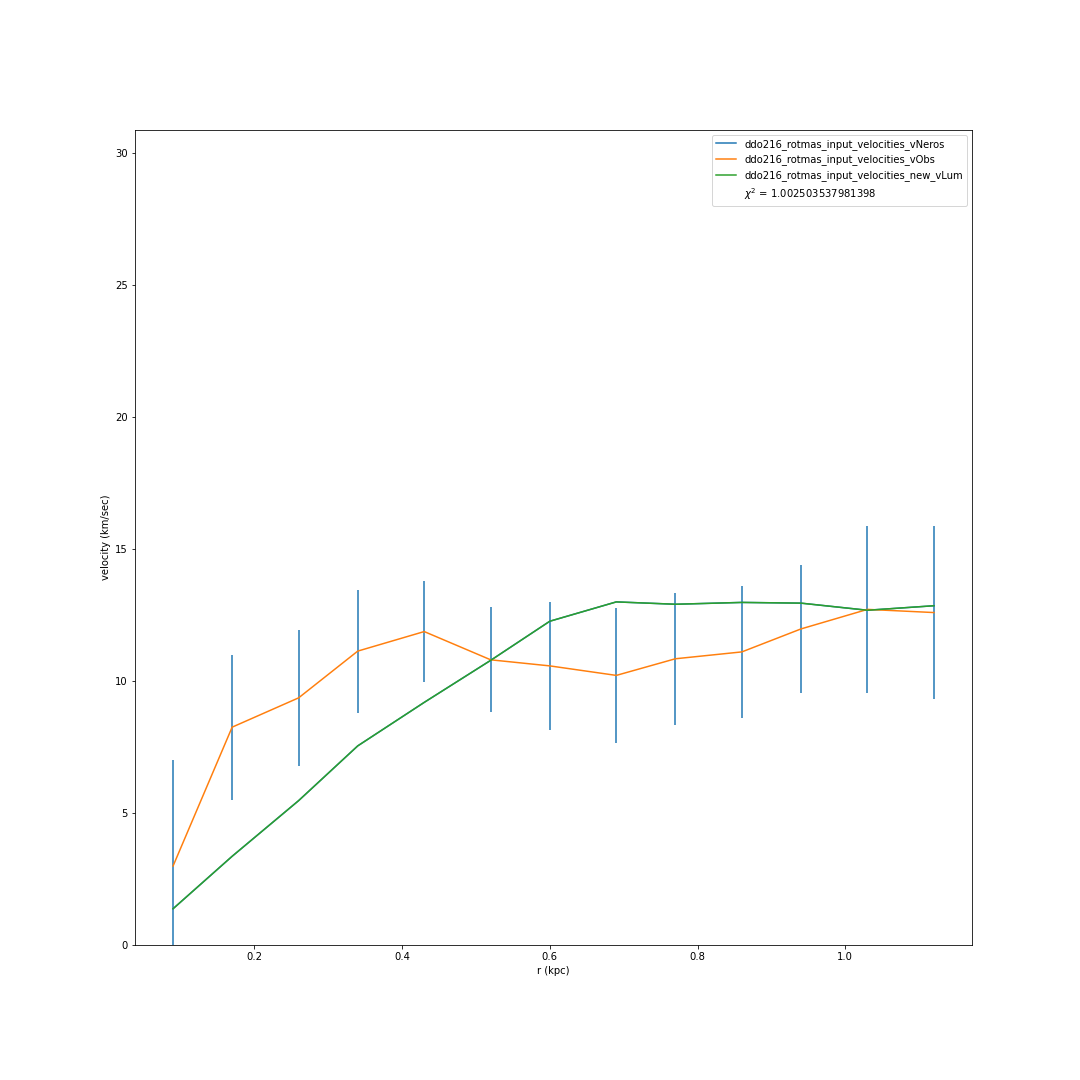 ddo216_rotmas_input_velocities_vNeros
ddo216_rotmas_input_velocities_vObs
ddo216_rotmas_input_velocities_new_vLum
χ² = 1.002503537981398
30
25
20
15
10
5
0
velocity (km/sec)
0.2 0.4 0.6 0.8 1.0
r (kpc)